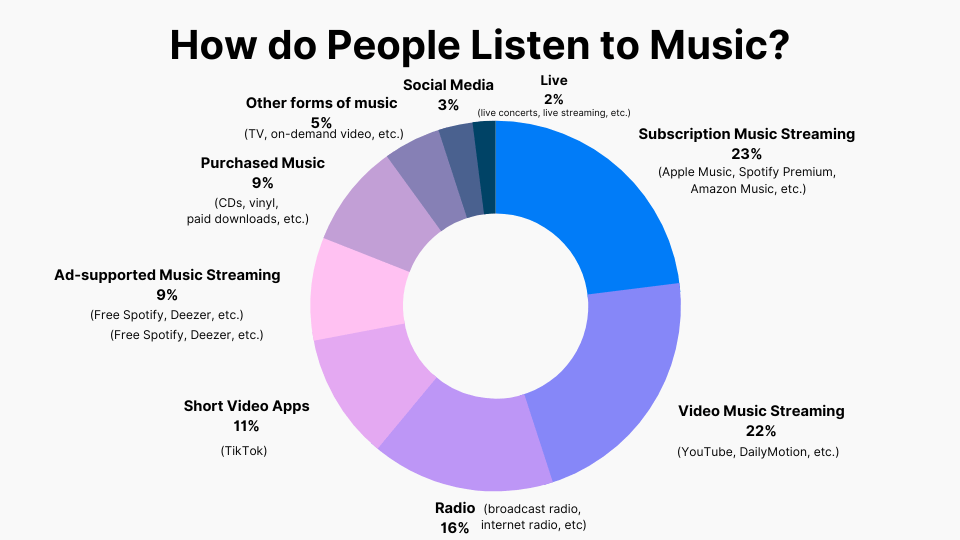 How do People Listen to Music?
Live
2%
(live concerts, live streaming, etc.)
Social Media
3%
Other forms of music
5%
(TV, on-demand video, etc.)
Subscription Music Streaming
23%
(Apple Music, Spotify Premium,
Amazon Music, etc.)
Purchased Music
9%
(CDs, vinyl,
paid downloads, etc.)
Ad-supported Music Streaming
9%
(Free Spotify, Deezer, etc.)
(Free Spotify, Deezer, etc.)
Short Video Apps
11%
(TikTok)
Video Music Streaming
22%
(YouTube, DailyMotion, etc.)
Radio
16%
(broadcast radio,
internet radio, etc)